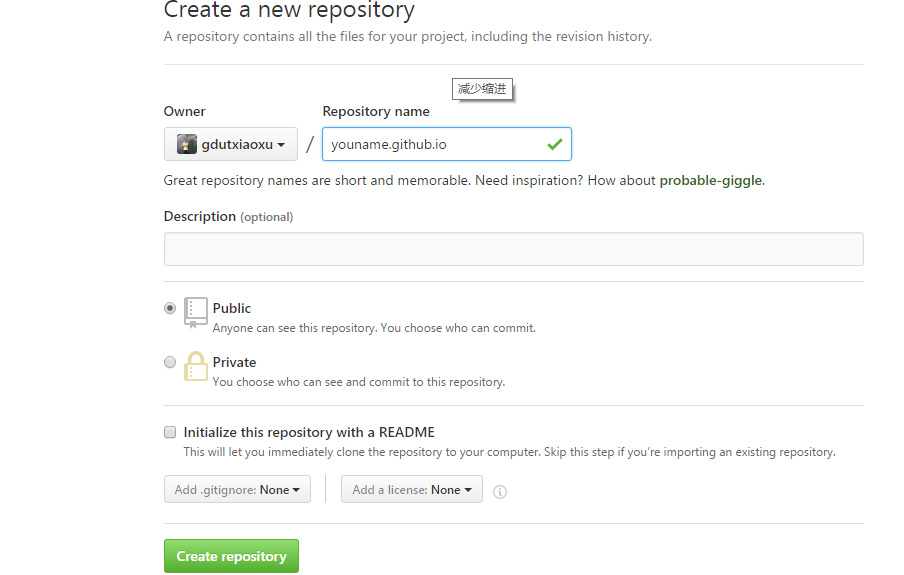 Create a new repository
A repository contains all the files for your project, including the revision history.
减少缩进
Owner
Repository name
gdutxiaoxu
/
youname.github.io
Great repository names are short and memorable. Need inspiration? How about probable-giggle.
Description (optional)
Public
Anyone can see this repository. You choose who can commit.
Private
You choose who can see and commit to this repository.
Initialize this repository with a README
This will let you immediately clone the repository to your computer. Skip this step if you're importing an existing repository.
Add .gitignore: None
Add a license: None
Create repository